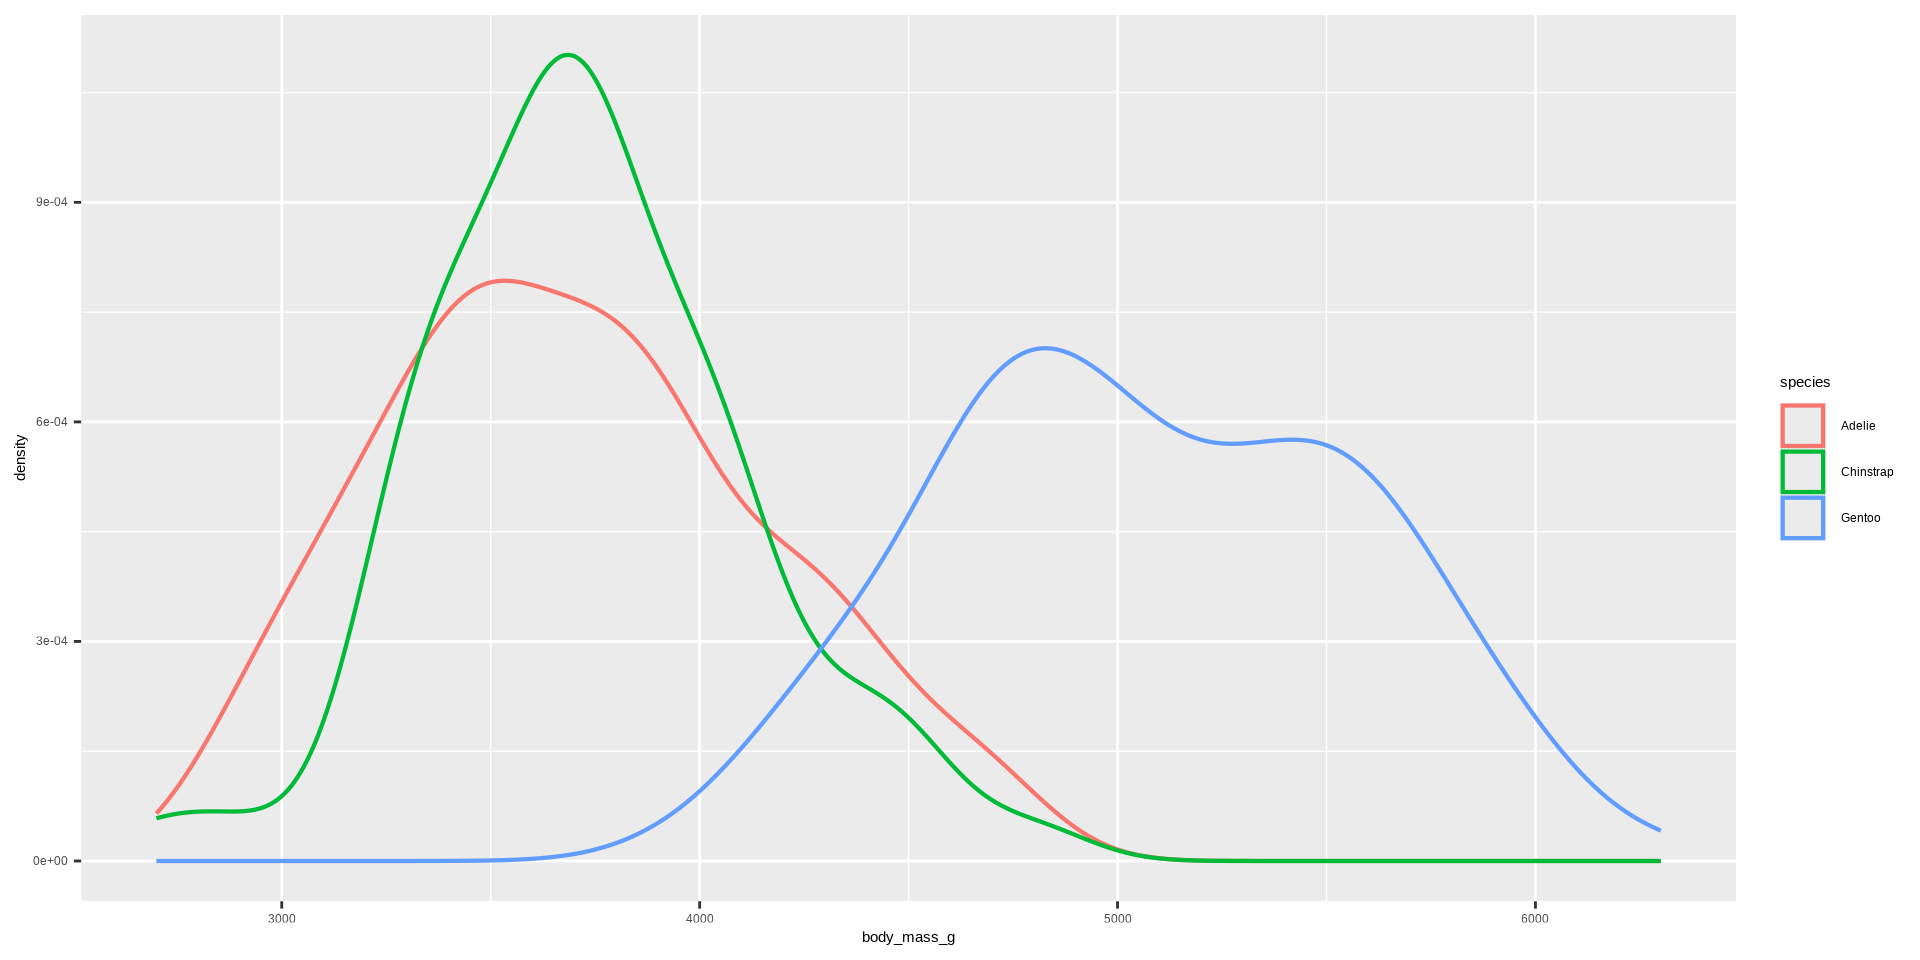 density
9e-04
6e-04
3e-04
0e+00
3000
4000
5000
6000
body_mass_g
species
Adelie
Chinstrap
Gentoo